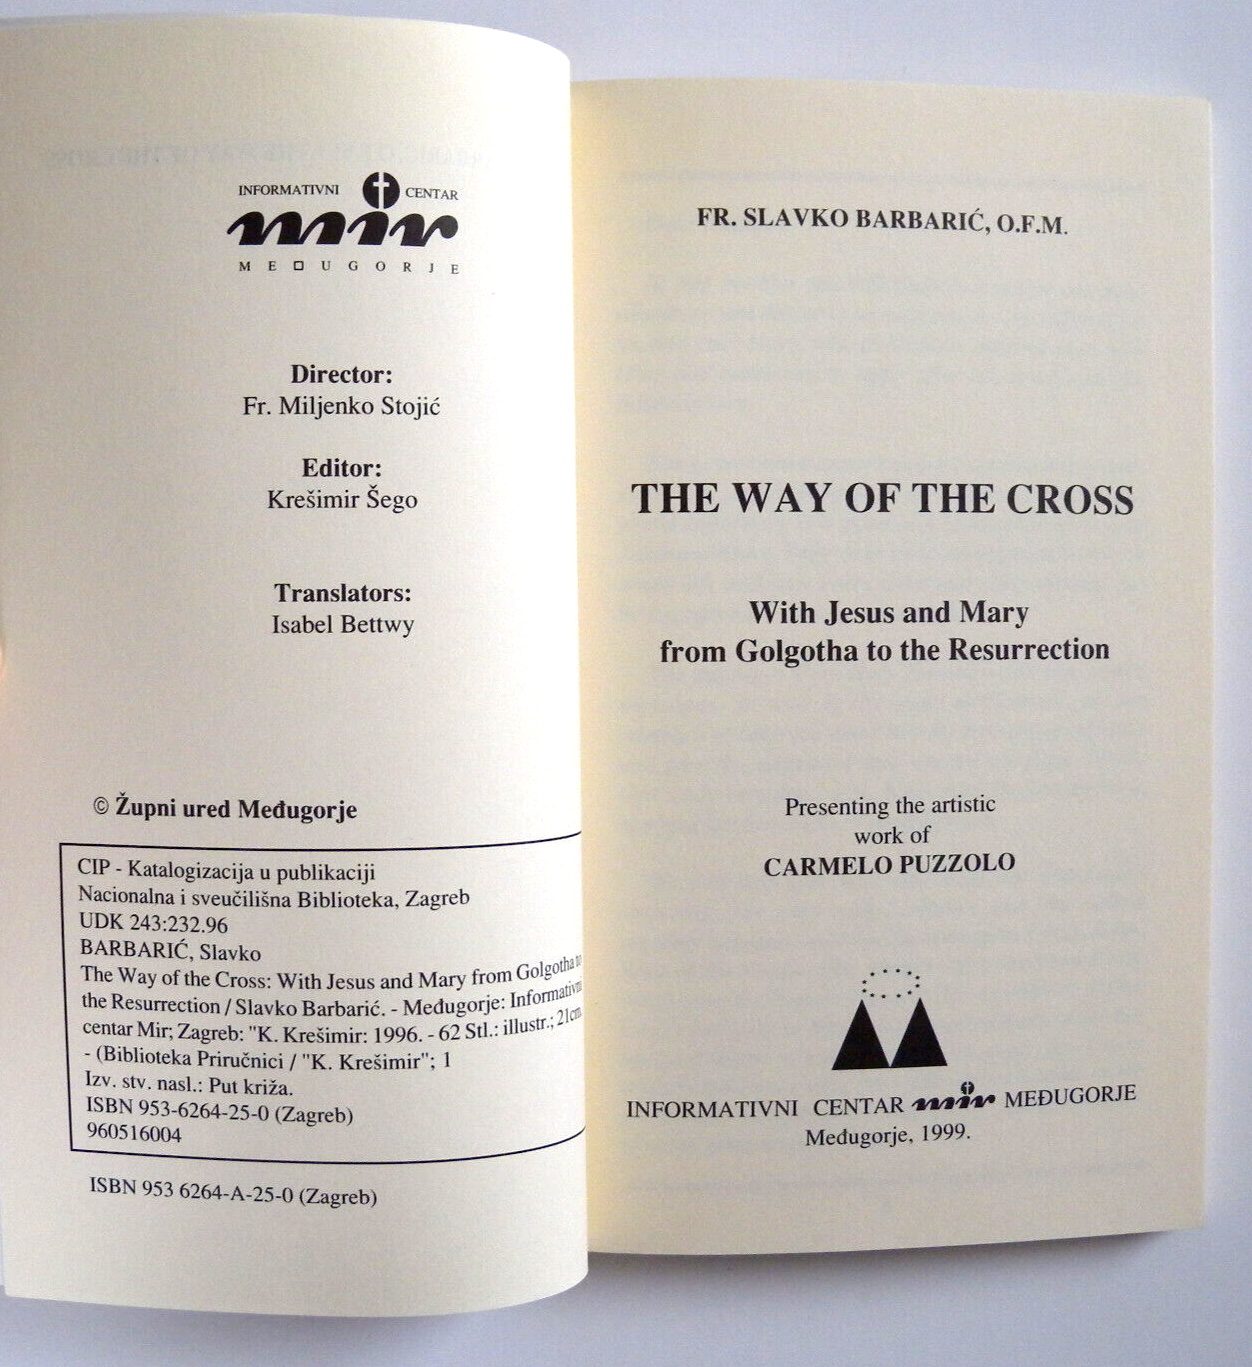 INFORMATIVNI CENTAR
mir
ME□UGORJE
Director:
Fr. Miljenko Stojić
Editor:
Krešimir Šego
Translators:
Isabel Bettwy
© Župni ured Međugorje
CIP - Katalogizacija u publikaciji
Nacionalna i sveučilišna Biblioteka, Zagreb
UDK 243:232.96
BARBARIĆ, Slavko
The Way of the Cross: With Jesus and Mary from Golgotha to
the Resurrection / Slavko Barbarić. - Međugorje: Informativni
centar Mir; Zagreb: "K. Krešimir: 1996. - 62 Stl.: illustr.; 21cm.
- (Biblioteka Priručnici / "K. Krešimir"; 1
Izv. stv. nasl.: Put križa.
ISBN 953-6264-25-0 (Zagreb)
960516004
ISBN 953 6264-A-25-0 (Zagreb)
FR. SLAVKO BARBARIĆ, O.F.M.
THE WAY OF THE CROSS
With Jesus and Mary
from Golgotha to the Resurrection
Presenting the artistic
work of
CARMELO PUZZOLO
INFORMATIVNI CENTAR mir MEĐUGORJE
Međugorje, 1999.